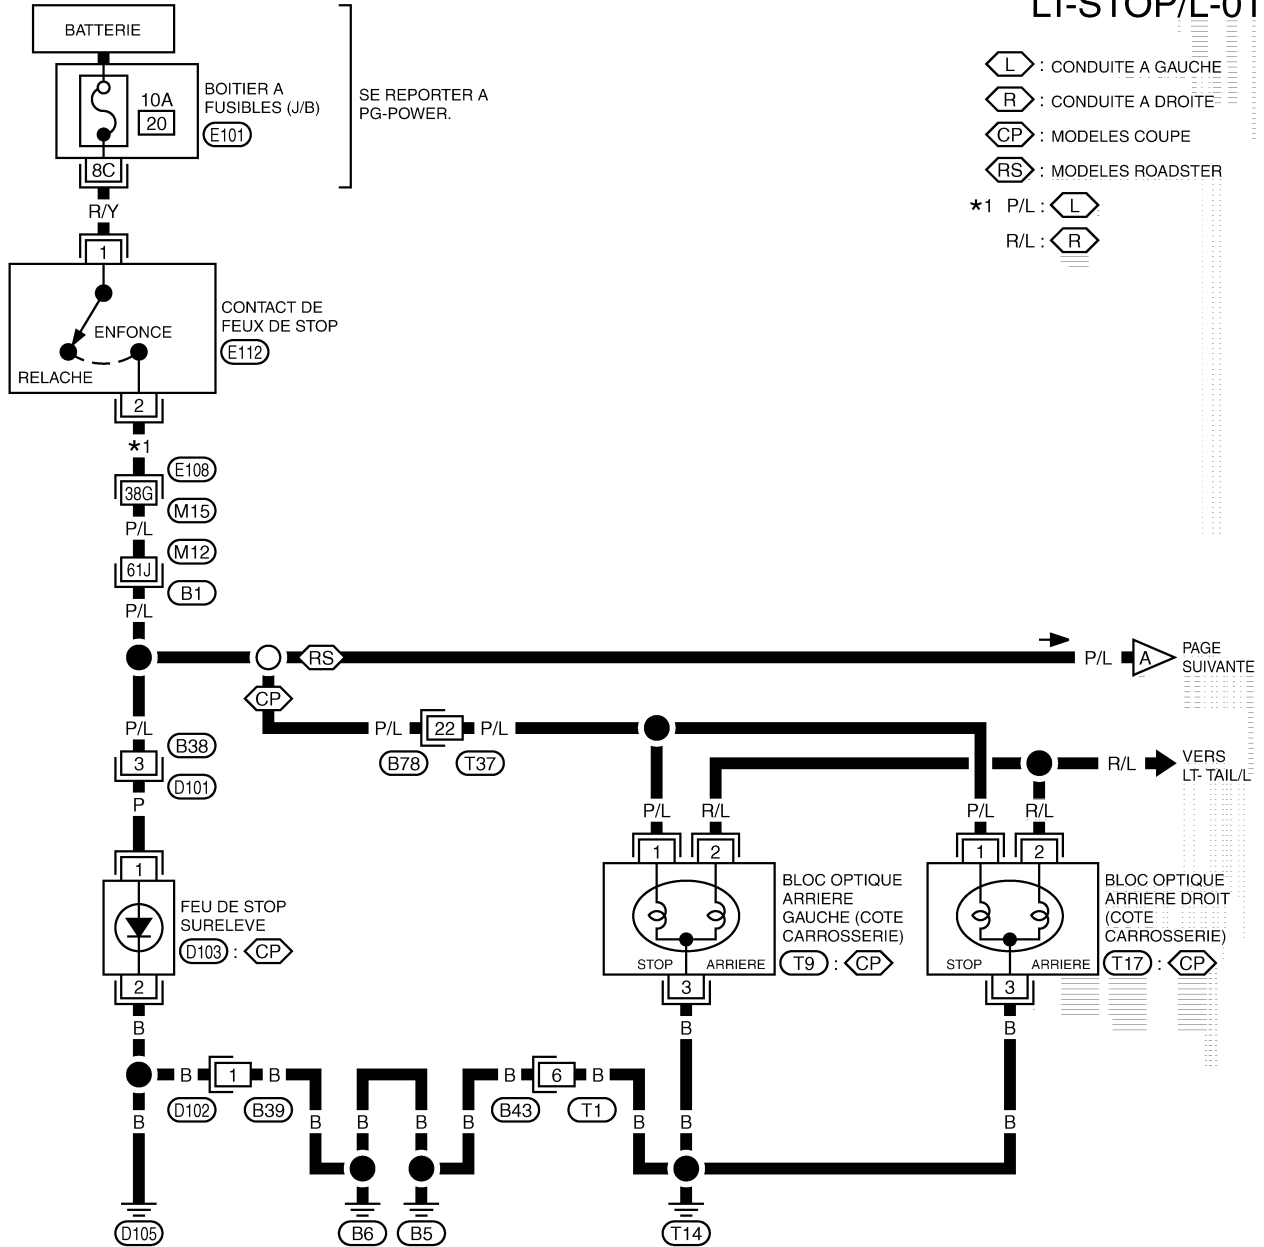 LT-STOP/L-01
BATTERIE
10A
20
BOITIER A
FUSIBLES (J/B)
E101
SE REPORTER A
PG-POWER.
8C
R/Y
L : CONDUITE A GAUCHE
R : CONDUITE A DROITE
CP : MODELES COUPE
RS : MODELES ROADSTER
*1 P/L : L
R/L : R
1
ENFONCE
RELACHE
CONTACT DE
FEUX DE STOP
E112
2
*1
E108
38G
M15
P/L
M12
61J
B1
P/L
RS
P/L
A
PAGE
SUIVANTE
CP
P/L
22
P/L
B78
T37
P/L
B38
3
D101
P
R/L
VERS
LT- TAIL/L
P/L
R/L
P/L
R/L
1
2
1
2
1
FEU DE STOP
SURELEVE
D103 : CP
2
BLOC OPTIQUE
ARRIERE
GAUCHE (COTE
CARROSSERIE)
T9 : CP
STOP
ARRIERE
3
BLOC OPTIQUE
ARRIERE DROIT
(COTE
CARROSSERIE)
T17 : CP
STOP
ARRIERE
3
B
B
B
B
1
B
D102
B39
B
6
B
B43
T1
B
B
B
B
B
B
B
B
D105
B6
B5
T14